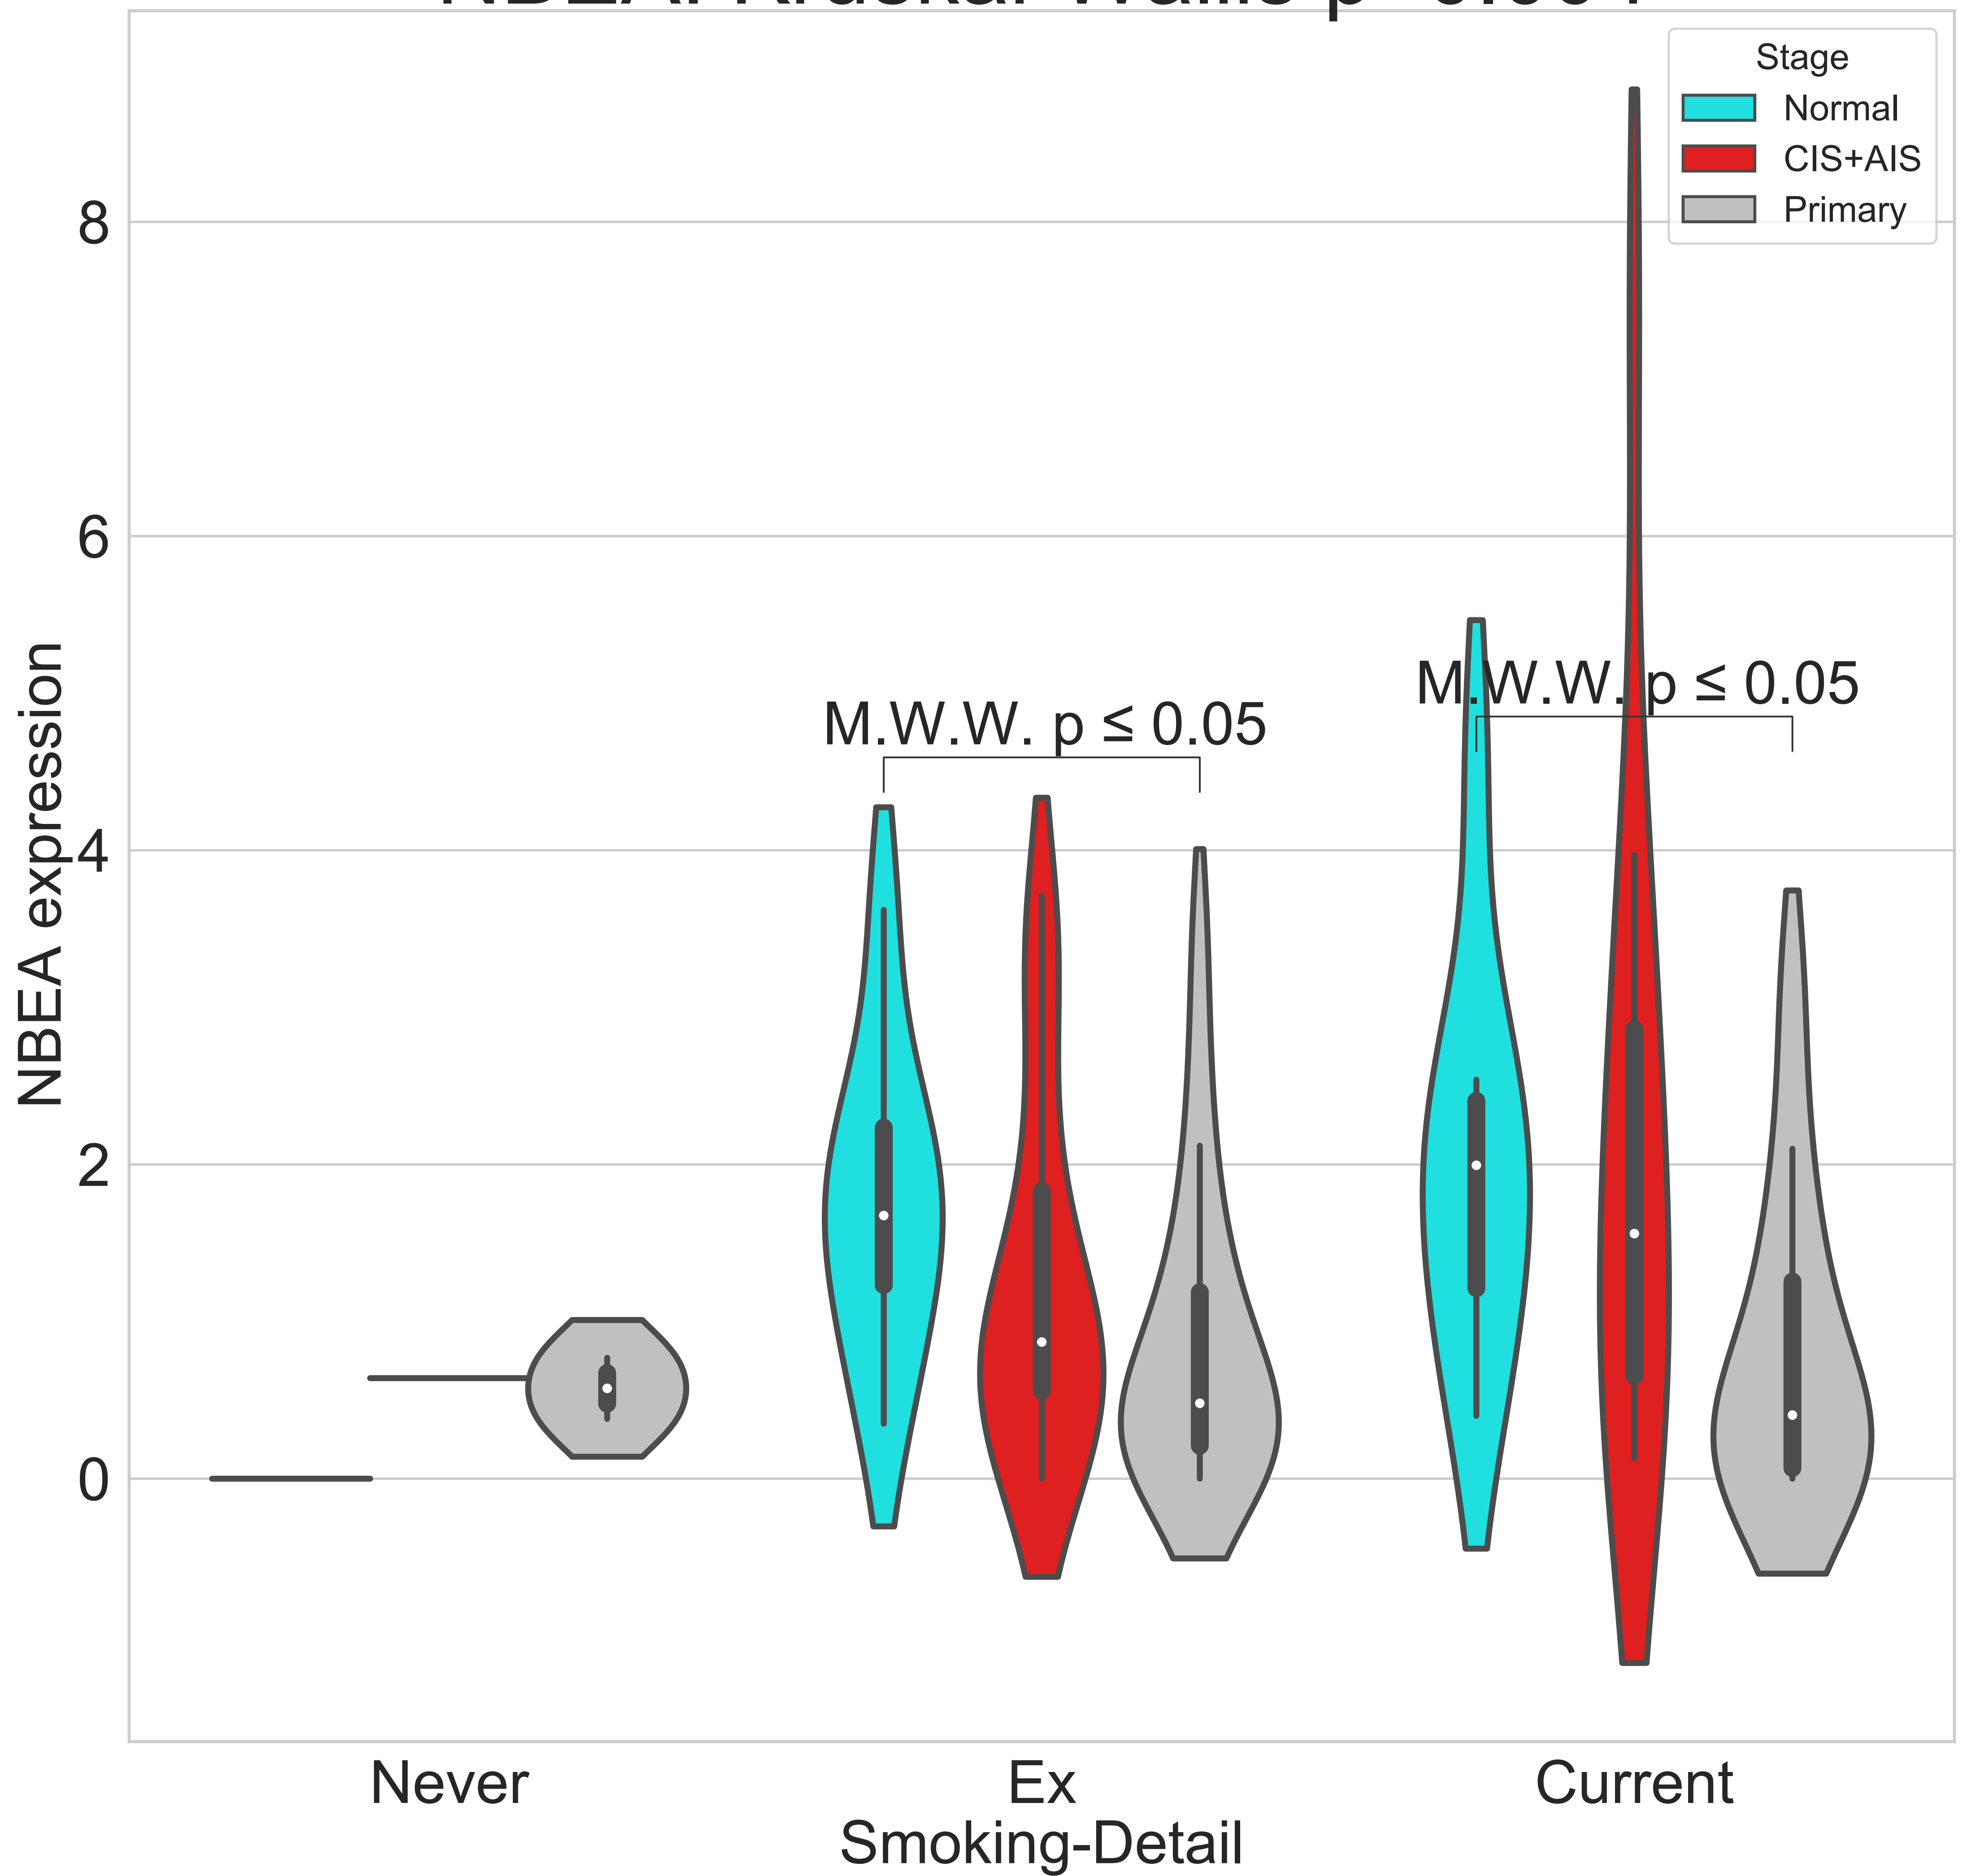 Stage
Normal
CIS+AIS
Primary
8
6
4
2
0
NBEA expression
M.W.W. p ≤ 0.05
M.W.W. p ≤ 0.05
Never
Ex
Current
Smoking-Detail